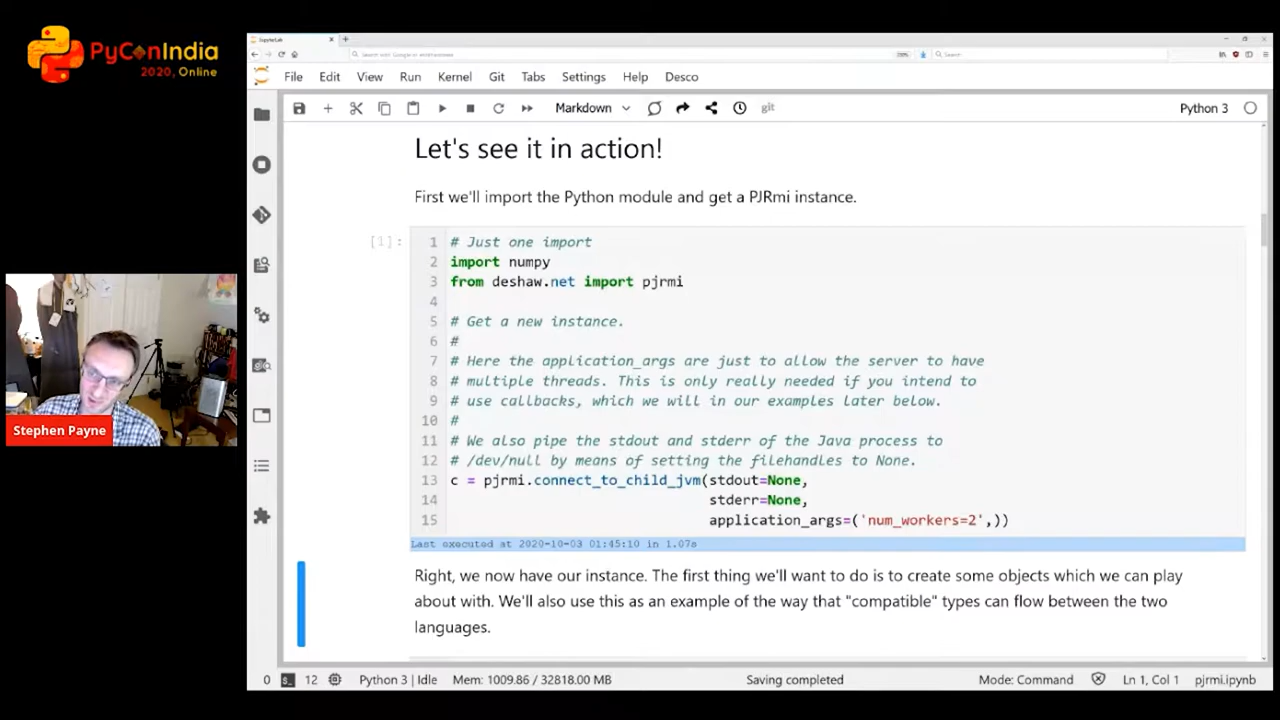 PyConIndia
2020, Online
JupyterLab
Search with Google or enter address
Search
File Edit View Run Kernel Git Tabs Settings Help Desco
Markdown
git
Python 3
Let's see it in action!
First we'll import the Python module and get a PJRmi instance.
[1]:
1 # Just one import
2 import numpy
3 from deshaw.net import pjrmi
4
5 # Get a new instance.
6 #
7 # Here the application_args are just to allow the server to have
8 # multiple threads. This is only really needed if you intend to
9 # use callbacks, which we will in our examples later below.
10 #
11 # We also pipe the stdout and stderr of the Java process to
12 # /dev/null by means of setting the filehandles to None.
13 c = pjrmi.connect_to_child_jvm(stdout=None,
14 stderr=None,
15 application_args=('num_workers=2',))
Last executed at 2020-10-03 01:45:10 in 1.07s
Right, we now have our instance. The first thing we'll want to do is to create some objects which we can play
about with. We'll also use this as an example of the way that "compatible" types can flow between the two
languages.
Stephen Payne
0 $_ 12 Python 3 | Idle Mem: 1009.86 / 32818.00 MB Saving completed Mode: Command Ln 1, Col 1 pjrmi.ipynb